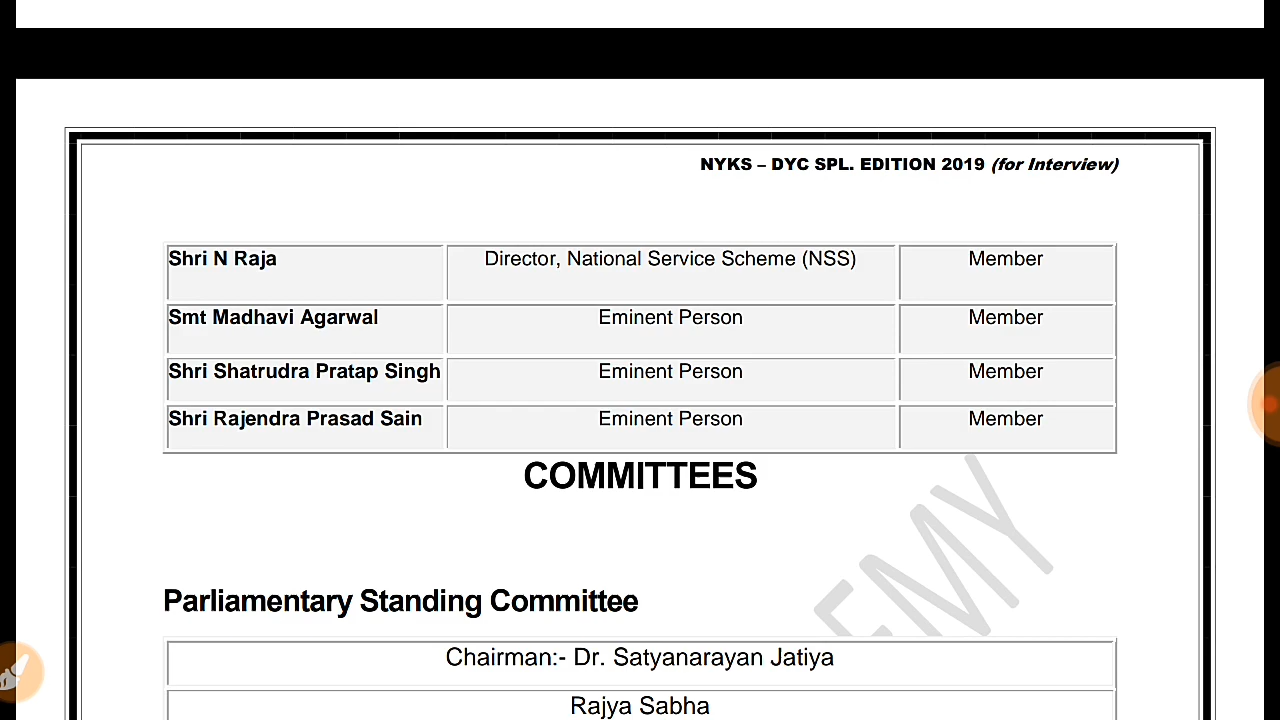 NYKS – DYC SPL. EDITION 2019 (for Interview)
Shri N Raja Director, National Service Scheme (NSS) Member
Smt Madhavi Agarwal Eminent Person Member
Shri Shatrudra Pratap Singh Eminent Person Member
Shri Rajendra Prasad Sain Eminent Person Member
COMMITTEES
Parliamentary Standing Committee
Chairman:- Dr. Satyanarayan Jatiya
Rajya Sabha